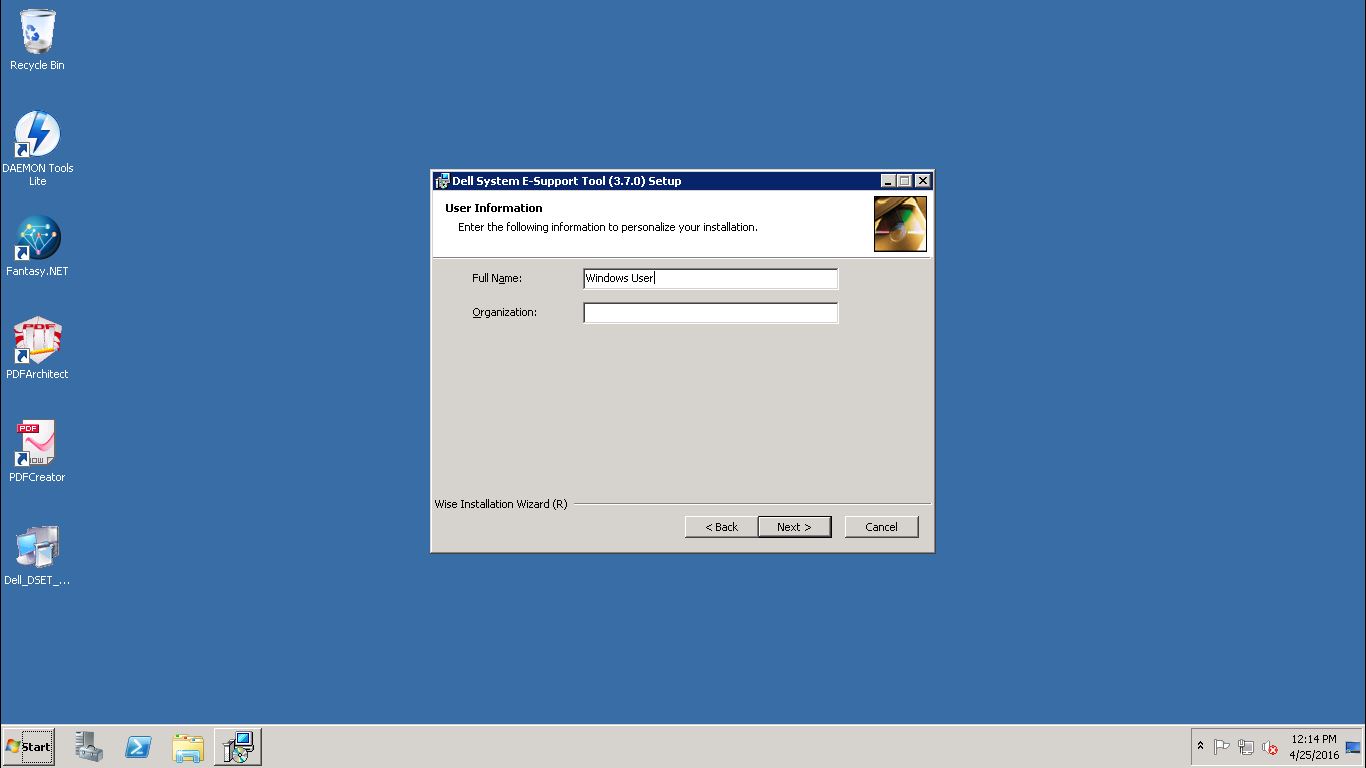 Recycle Bin
DAEMON Tools
Lite
Fantasy.NET
PDF
PDFArchitect
PDF
PDFCreator
Dell_DSET_...
Dell System E-Support Tool (3.7.0) Setup
User Information
Enter the following information to personalize your installation.
Full Name:
Windows User
Organization:
Wise Installation Wizard (R)
< Back
Next >
Cancel
Start
12:14 PM
4/25/2016